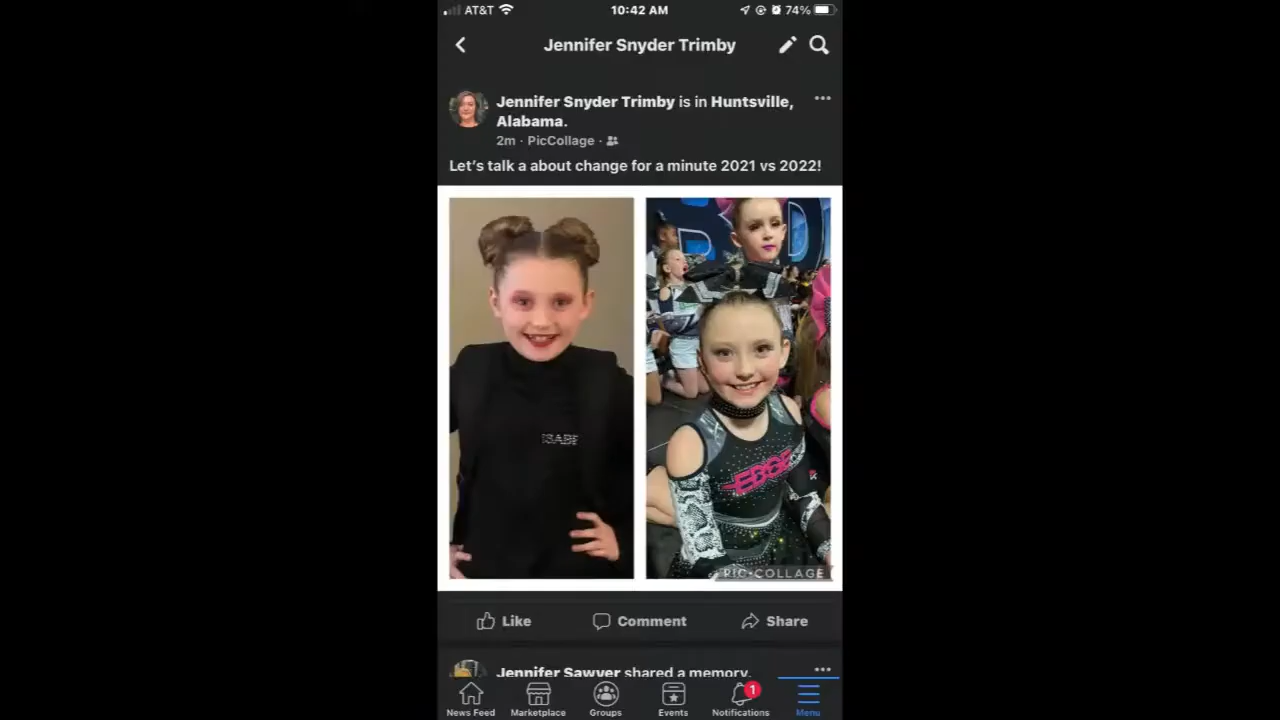 AT&T
10:42 AM
74%
Jennifer Snyder Trimby
Jennifer Snyder Trimby is in Huntsville,
Alabama.
2m · PicCollage ·
Let's talk a about change for a minute 2021 vs 2022!
EDGE
PIC•COLLAGE
Like
Comment
Share
Jennifer Sawyer shared a memory.
1
News Feed
Marketplace
Groups
Events
Notifications
Menu